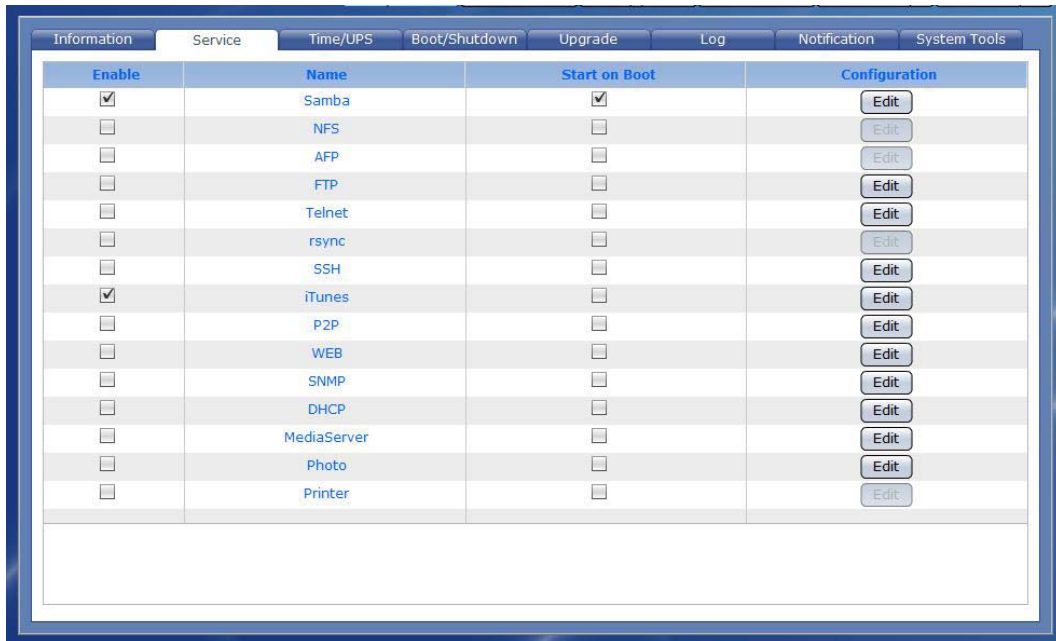 Information Service Time/UPS Boot/Shutdown Upgrade Log Notification System Tools
Enable Name Start on Boot Configuration
Samba Edit
NFS Edit
AFP Edit
FTP Edit
Telnet Edit
rsync Edit
SSH Edit
iTunes Edit
P2P Edit
WEB Edit
SNMP Edit
DHCP Edit
MediaServer Edit
Photo Edit
Printer Edit